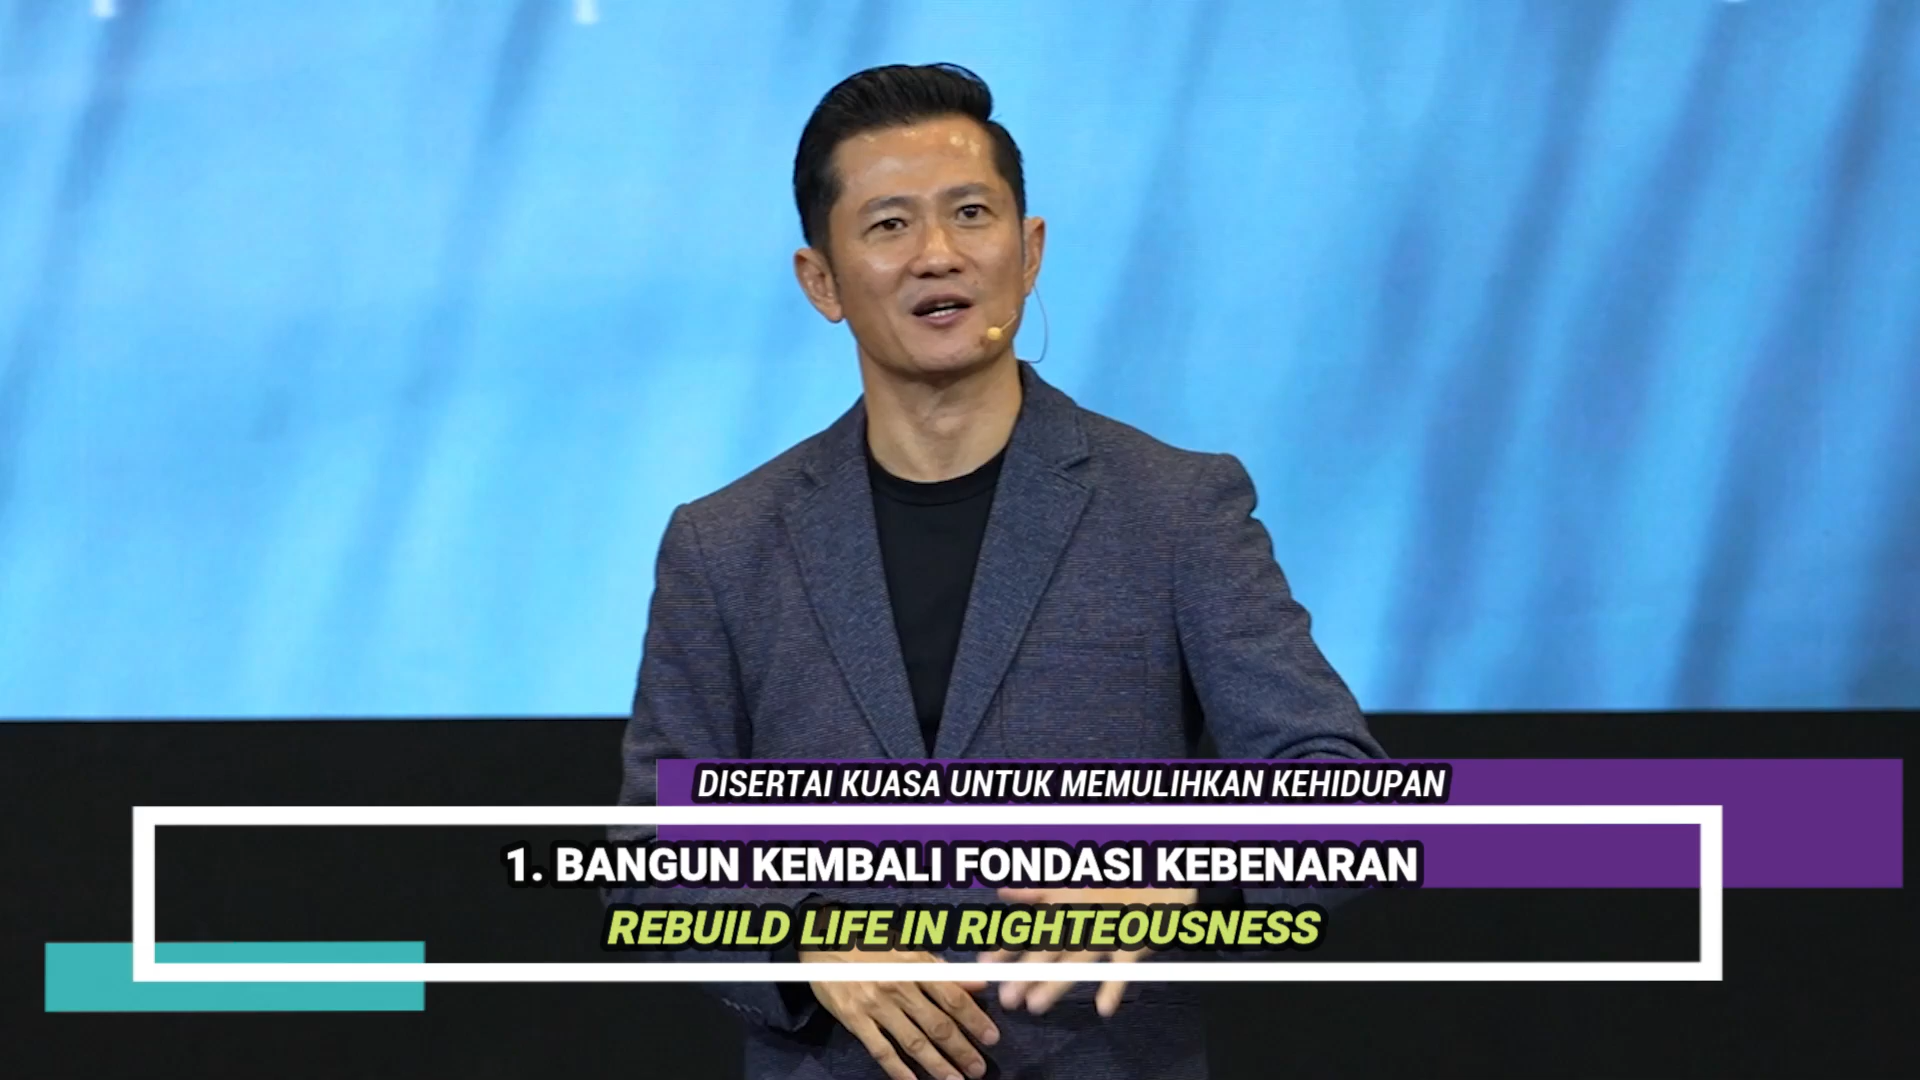 DISERTAI KUASA UNTUK MEMULIHKAN KEHIDUPAN
1. BANGUN KEMBALI FONDASI KEBENARAN
REBUILD LIFE IN RIGHTEOUSNESS